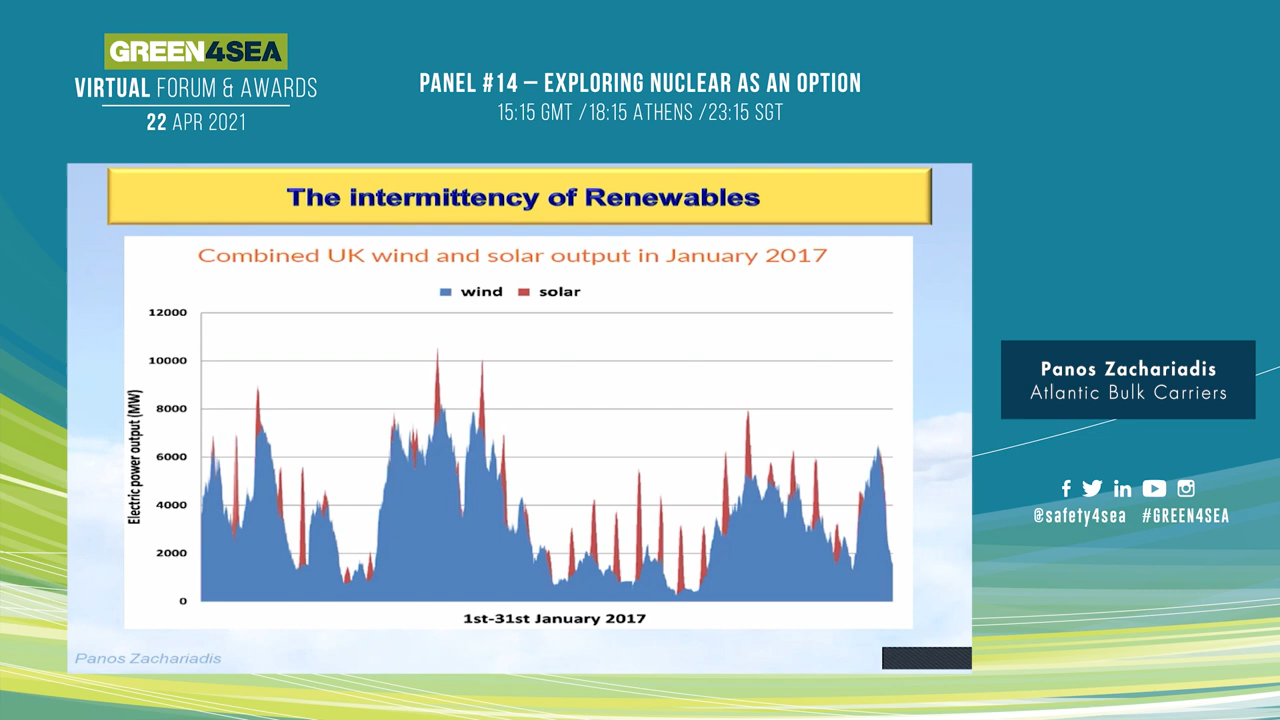 GREEN4SEA
VIRTUAL FORUM & AWARDS
22 APR 2021
PANEL #14 – EXPLORING NUCLEAR AS AN OPTION
15:15 GMT /18:15 ATHENS /23:15 SGT
The intermittency of Renewables
Combined UK wind and solar output in January 2017
wind solar
12000
10000
8000
6000
4000
2000
0
Electric power output (MW)
1st-31st January 2017
Panos Zachariadis
Panos Zachariadis
Atlantic Bulk Carriers
@safety4sea #GREEN4SEA